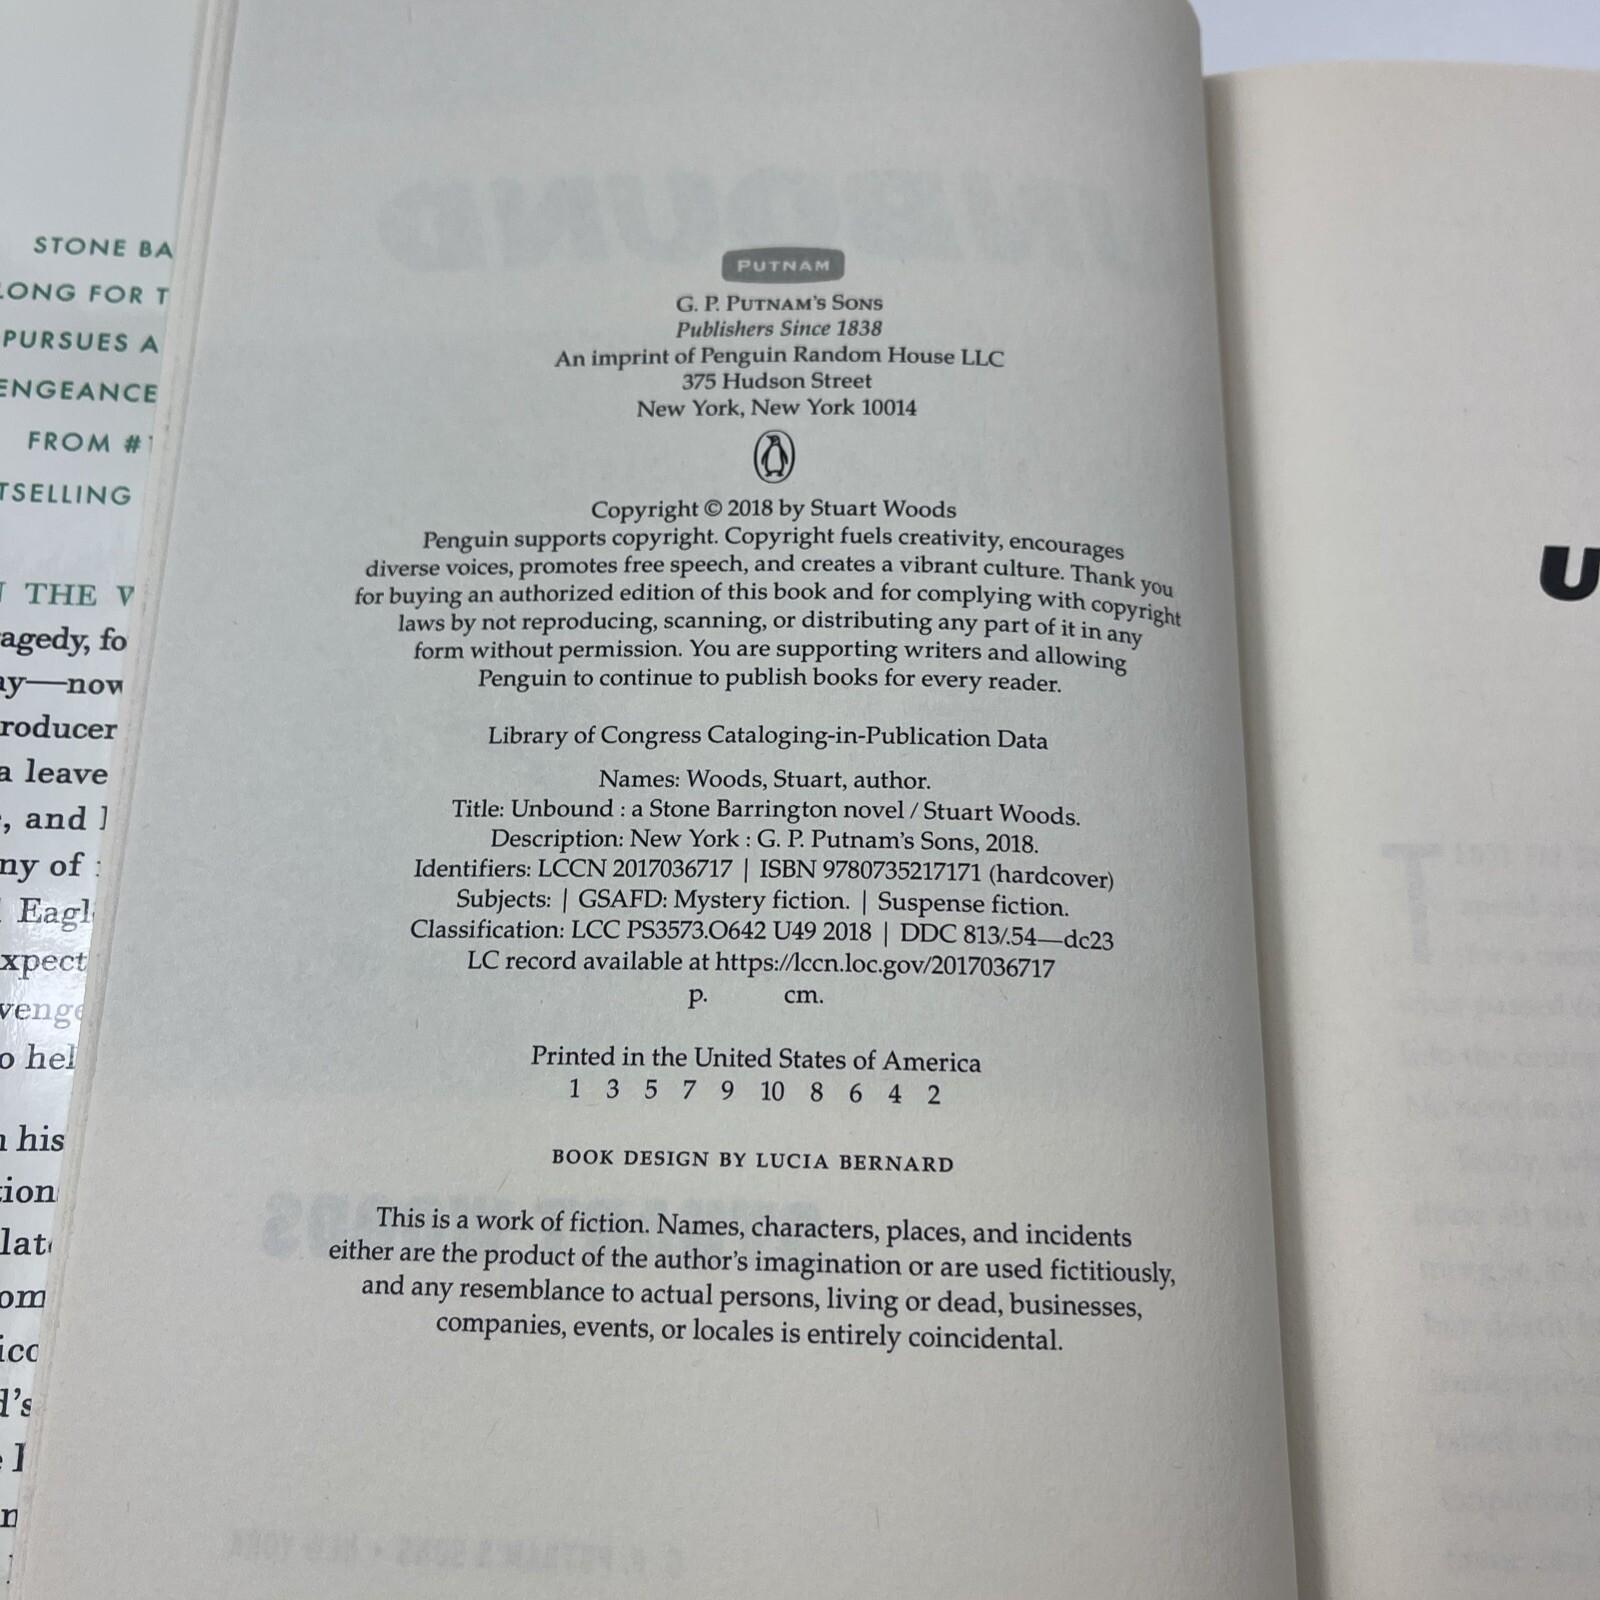 STONE BA
LONG FOR T
PURSUES A
ENGEANCE
FROM #1
TSELLING
N THE W
ragedy, fo
ay—now
roducer
a leave
, and
ny of
Eagl
xpect
venge
o hel
his
tion
lat
om
ico
d's
PUTNAM
G. P. PUTNAM'S SONS
Publishers Since 1838
An imprint of Penguin Random House LLC
375 Hudson Street
New York, New York 10014
Copyright © 2018 by Stuart Woods
Penguin supports copyright. Copyright fuels creativity, encourages
diverse voices, promotes free speech, and creates a vibrant culture. Thank you
for buying an authorized edition of this book and for complying with copyright
laws by not reproducing, scanning, or distributing any part of it in any
form without permission. You are supporting writers and allowing
Penguin to continue to publish books for every reader.
Library of Congress Cataloging-in-Publication Data
Names: Woods, Stuart, author.
Title: Unbound : a Stone Barrington novel / Stuart Woods.
Description: New York : G. P. Putnam's Sons, 2018.
Identifiers: LCCN 2017036717 | ISBN 9780735217171 (hardcover)
Subjects: | GSAFD: Mystery fiction. | Suspense fiction.
Classification: LCC PS3573.O642 U49 2018 | DDC 813/.54—dc23
LC record available at https://lccn.loc.gov/2017036717
p. cm.
Printed in the United States of America
1 3 5 7 9 10 8 6 4 2
BOOK DESIGN BY LUCIA BERNARD
This is a work of fiction. Names, characters, places, and incidents
either are the product of the author's imagination or are used fictitiously,
and any resemblance to actual persons, living or dead, businesses,
companies, events, or locales is entirely coincidental.
U